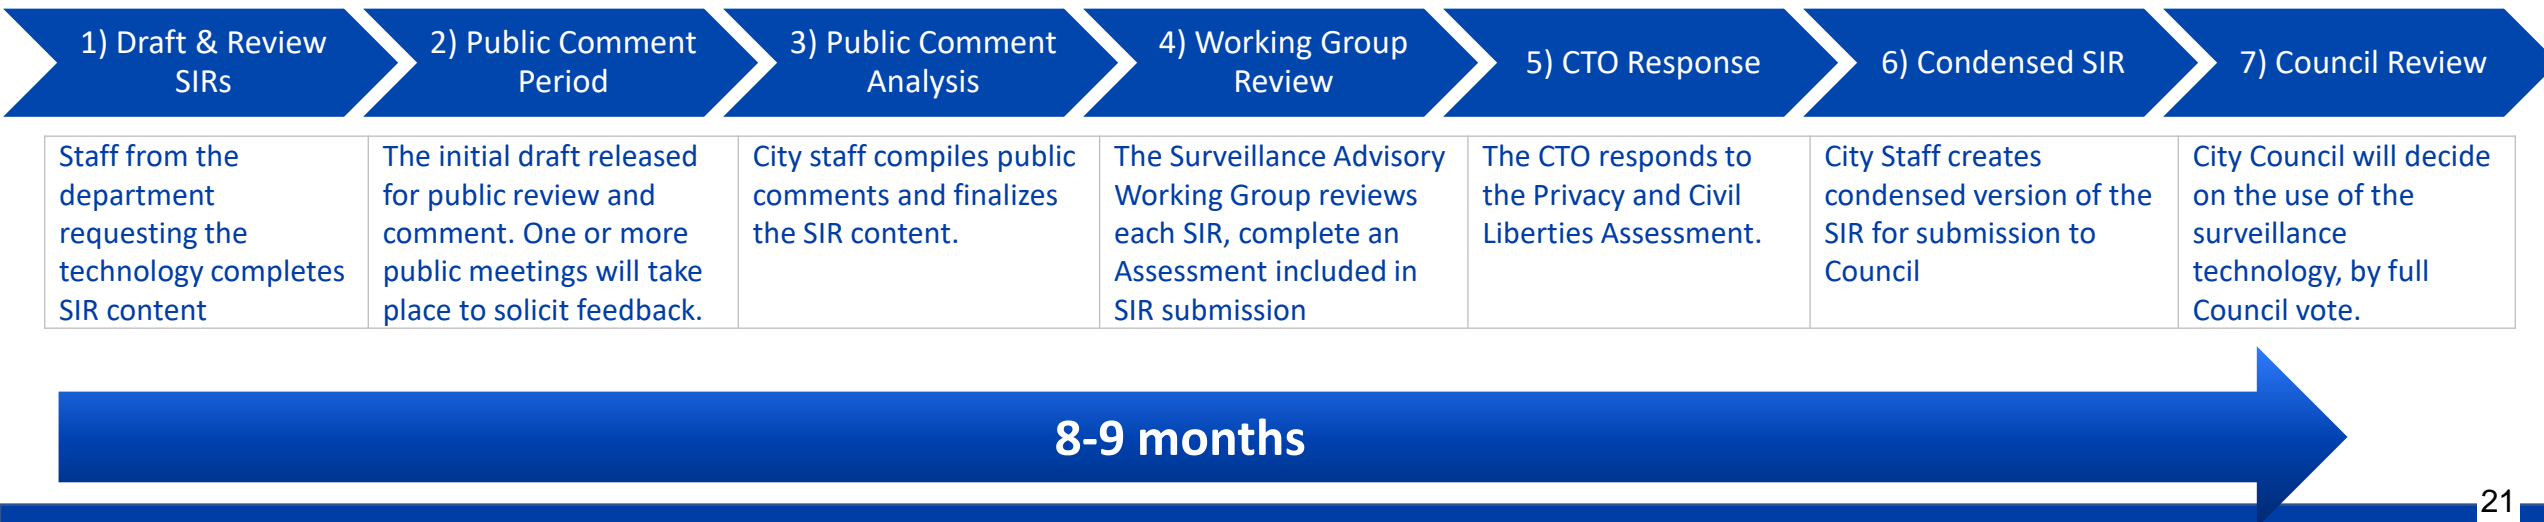 1) Draft & Review
SIRs
2) Public Comment
Period
3) Public Comment
Analysis
4) Working Group
Review
5) CTO Response
6) Condensed SIR
7) Council Review
Staff from the
department
requesting the
technology completes
SIR content
The initial draft released
for public review and
comment. One or more
public meetings will take
place to solicit feedback.
City staff compiles public
comments and finalizes
the SIR content.
The Surveillance Advisory
Working Group reviews
each SIR, complete an
Assessment included in
SIR submission
The CTO responds to
the Privacy and Civil
Liberties Assessment.
City Staff creates
condensed version of the
SIR for submission to
Council
City Council will decide
on the use of the
surveillance
technology, by full
Council vote.
8-9 months
21